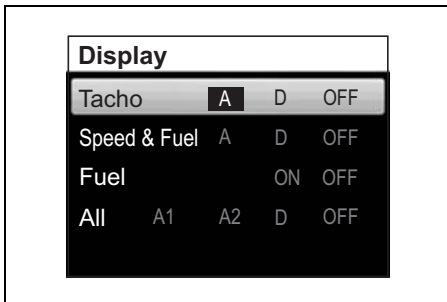 Display
Tacho A D OFF
Speed & Fuel A D OFF
Fuel ON OFF
All A1 A2 D OFF